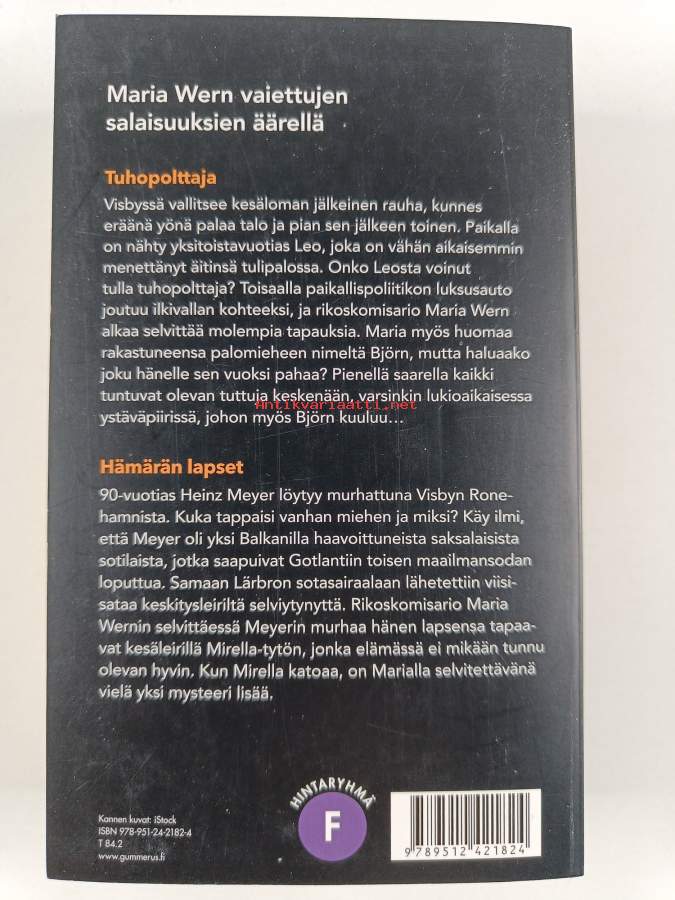 Maria Wern vaiettujen
salaisuuksien äärellä
Tuhopolttaja
Visbyssä vallitsee kesäloman jälkeinen rauha, kunnes
eräänä yönä palaa talo ja pian sen jälkeen toinen. Paikalla
on nähty yksitoistavuotias Leo, joka on vähän aikaisemmin
menettänyt äitinsä tulipalossa. Onko Leosta voinut
tulla tuhopolttaja? Toisaalla paikallispoliitikon luksusauto
joutuu ilkivallan kohteeksi, ja rikoskomisario Maria Wern
alkaa selvittää molempia tapauksia. Maria myös huomaa
rakastuneensa palomieheen nimeltä Björn, mutta haluaako
joku hänelle sen vuoksi pahaa? Pienellä saarella kaikki
tuntuvat olevan tuttuja keskenään, varsinkin lukioaikaisessa
Antikvariaatti.net
ystäväpiirissä, johon myös Björn kuuluu...
Hämärän lapset
90-vuotias Heinz Meyer löytyy murhattuna Visbyn Rone-
hamnista. Kuka tappaisi vanhan miehen ja miksi? Käy ilmi,
että Meyer oli yksi Balkanilla haavoittuneista saksalaisista
sotilaista, jotka saapuivat Gotlantiin toisen maailmansodan
loputtua. Samaan Lärbron sotasairaalaan lähetettiin viisi-
sataa keskitysleiriltä selviytynyttä. Rikoskomisario Maria
Wernin selvittäessä Meyerin murhaa hänen lapsensa tapaa-
vat kesäleirillä Mirella-tytön, jonka elämässä ei mikään tunnu
olevan hyvin. Kun Mirella katoaa, on Marialla selvitettävänä
vielä yksi mysteeri lisää.
HINTARYHMÄ
F
Kannen kuvat: iStock
ISBN 978-951-24-2182-4
T 84.2
www.gummerus.fi
9 789512 421824